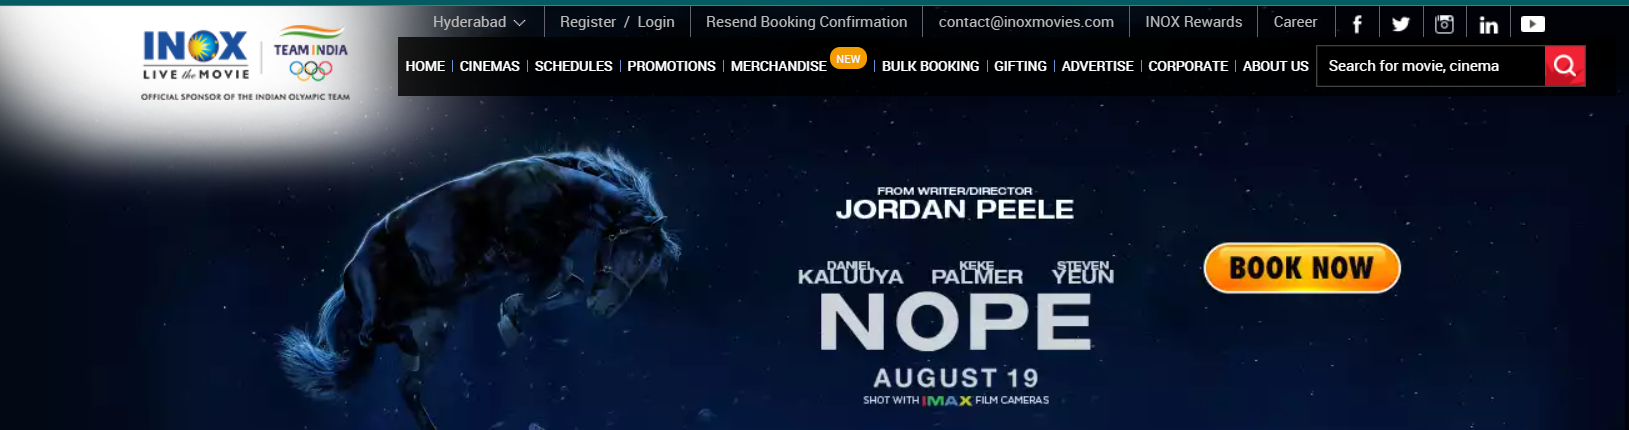 Hyderabad
Register / Login
Resend Booking Confirmation
contact@inoxmovies.com
INOX Rewards
Career
INOX
LIVE the MOVIE
TEAM INDIA
OFFICIAL SPONSOR OF THE INDIAN OLYMPIC TEAM
HOME
CINEMAS
SCHEDULES
PROMOTIONS
MERCHANDISE
NEW
BULK BOOKING
GIFTING
ADVERTISE
CORPORATE
ABOUT US
Search for movie, cinema
FROM WRITER/DIRECTOR
JORDAN PEELE
DANIEL KALUUYA
KEKE PALMER
STEVEN YEUN
NOPE
AUGUST 19
SHOT WITH IMAX FILM CAMERAS
BOOK NOW